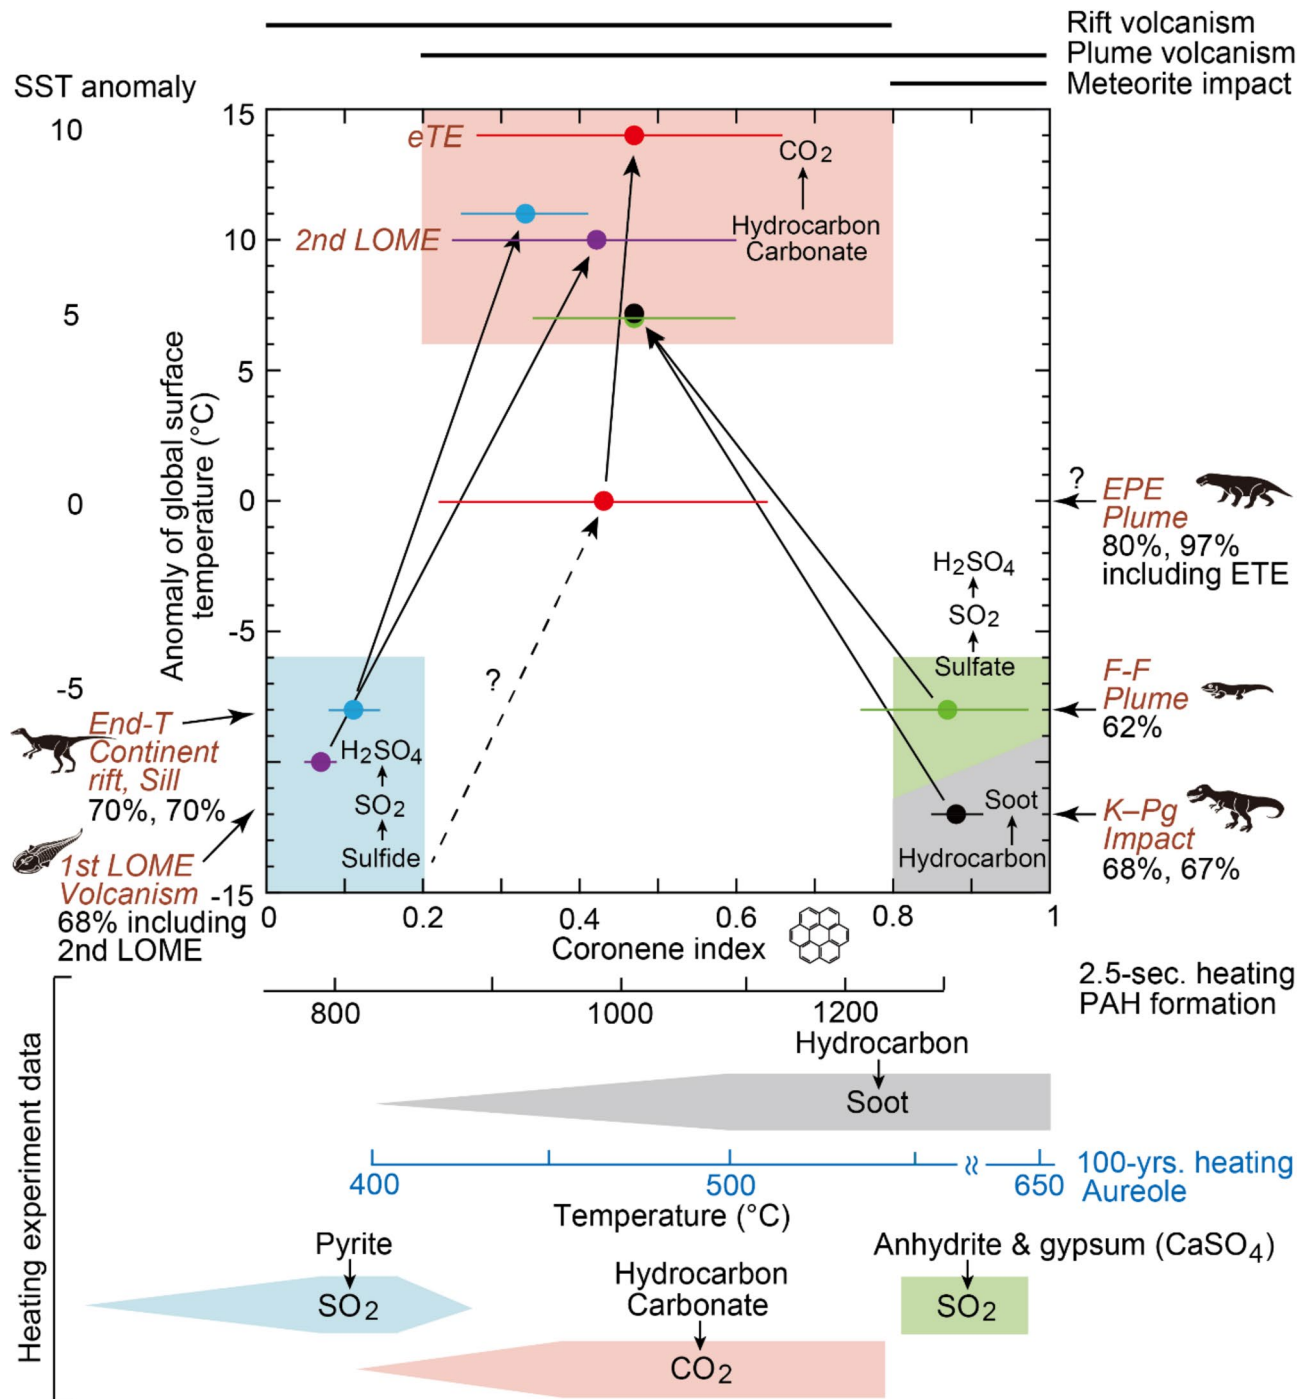 Rift volcanism
Plume volcanism
Meteorite impact
SST anomaly
10
5
0
-5
15
10
5
0
-5
-15
Anomaly of global surface
temperature (°C)
eTE
2nd LOME
CO2
Hydrocarbon
Carbonate
?
EPE
Plume
80%, 97%
including ETE
H2SO4
SO2
Sulfate
F-F
Plume
62%
?
End-T
Continent
rift, Sill
70%, 70%
H2SO4
SO2
Sulfide
1st LOME
Volcanism
68% including
2nd LOME
Soot
Hydrocarbon
K–Pg
Impact
68%, 67%
0 0.2 0.4 0.6 0.8 1
Coronene index
Heating experiment data
800 1000 1200
2.5-sec. heating
PAH formation
Hydrocarbon
Soot
400 500 650
100-yrs. heating
Aureole
Temperature (°C)
Pyrite
SO2
Hydrocarbon
Carbonate
CO2
Anhydrite & gypsum (CaSO4)
SO2